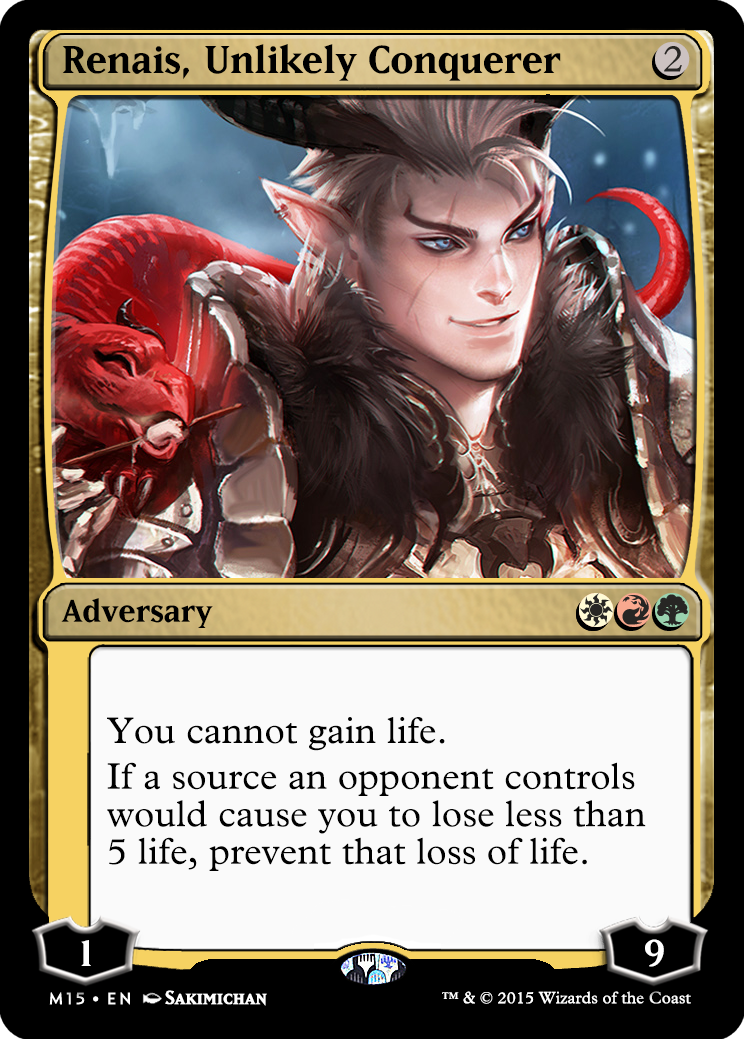 Renais, Unlikely Conquerer 2
Adversary
You cannot gain life.
If a source an opponent controls
would cause you to lose less than
5 life, prevent that loss of life.
1
9
M15 • EN SAKIMICHAN
™ & © 2015 Wizards of the Coast